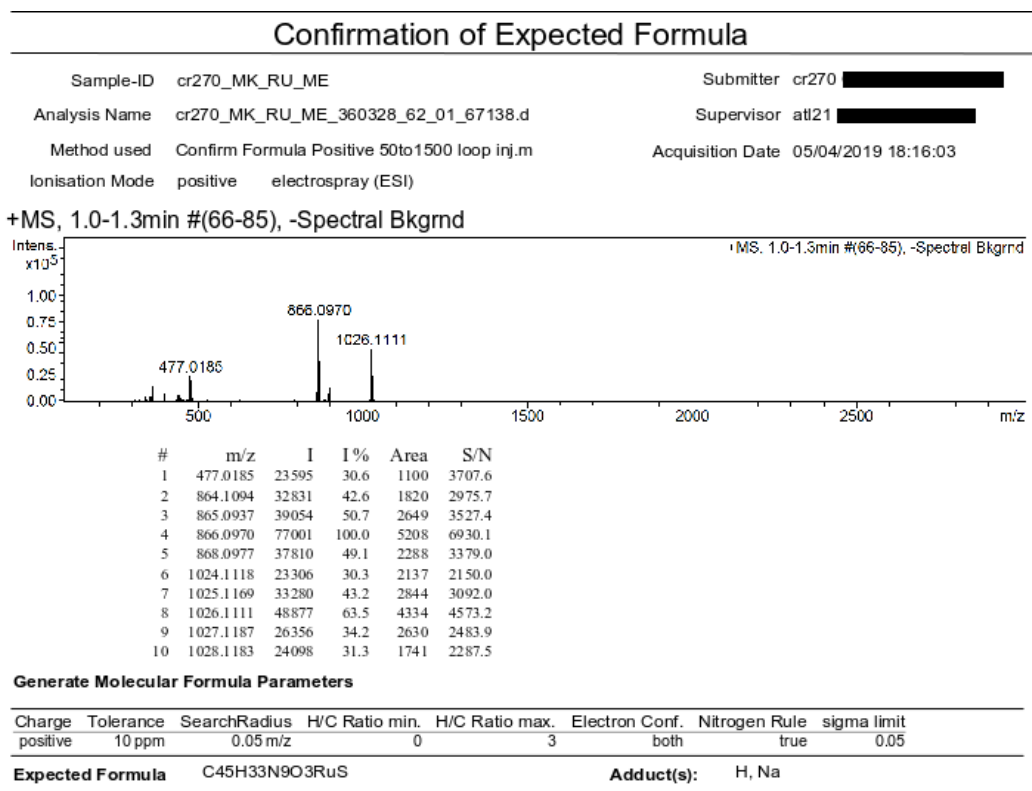 Confirmation of Expected Formula
Sample-ID cr270_MK_RU_ME Submitter cr270
Analysis Name cr270_MK_RU_ME_360328_62_01_67138.d Supervisor atl21
Method used Confirm Formula Positive 50to1500 loop inj.m Acquisition Date 05/04/2019 18:16:03
Ionisation Mode positive electrospray (ESI)
+MS, 1.0-1.3min #(66-85), -Spectral Bkgrnd
Intens.
x105
+MS. 1.0-1.3min #(66-85), -Spectral Bkgrnd
1.00
0.75
0.50
0.25
0.00
866.0970
1026.1111
477.0185
500 1000 1500 2000 2500 m/z
# m/z I I % Area S/N
1 477.0185 23595 30.6 1100 3707.6
2 864.1094 32831 42.6 1820 2975.7
3 865.0937 39054 50.7 2649 3527.4
4 866.0970 77001 100.0 5208 6930.1
5 868.0977 37810 49.1 2288 3379.0
6 1024.1118 23306 30.3 2137 2150.0
7 1025.1169 33280 43.2 2844 3092.0
8 1026.1111 48877 63.5 4334 4573.2
9 1027.1187 26356 34.2 2630 2483.9
10 1028.1183 24098 31.3 1741 2287.5
Generate Molecular Formula Parameters
Charge Tolerance SearchRadius H/C Ratio min. H/C Ratio max. Electron Conf. Nitrogen Rule sigma limit
positive 10 ppm 0.05 m/z 0 3 both true 0.05
Expected Formula C45H33N9O3RuS Adduct(s): H, Na